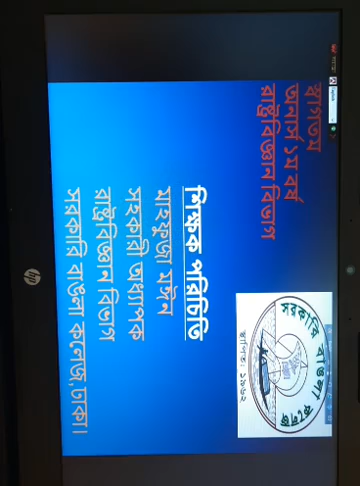 স্বাগতম
অনার্স ১ম বর্ষ
রাষ্ট্রবিজ্ঞান বিভাগ
সরকারি বাঙলা কলেজ
স্থাপিত: ১৯৬২
শিক্ষক পরিচিতি
মাহফুজা
সহকারী অধ্যাপক
রাষ্ট্রবিজ্ঞান বিভাগ
সরকারি বাঙলা কলেজ,ঢাকা।
hp